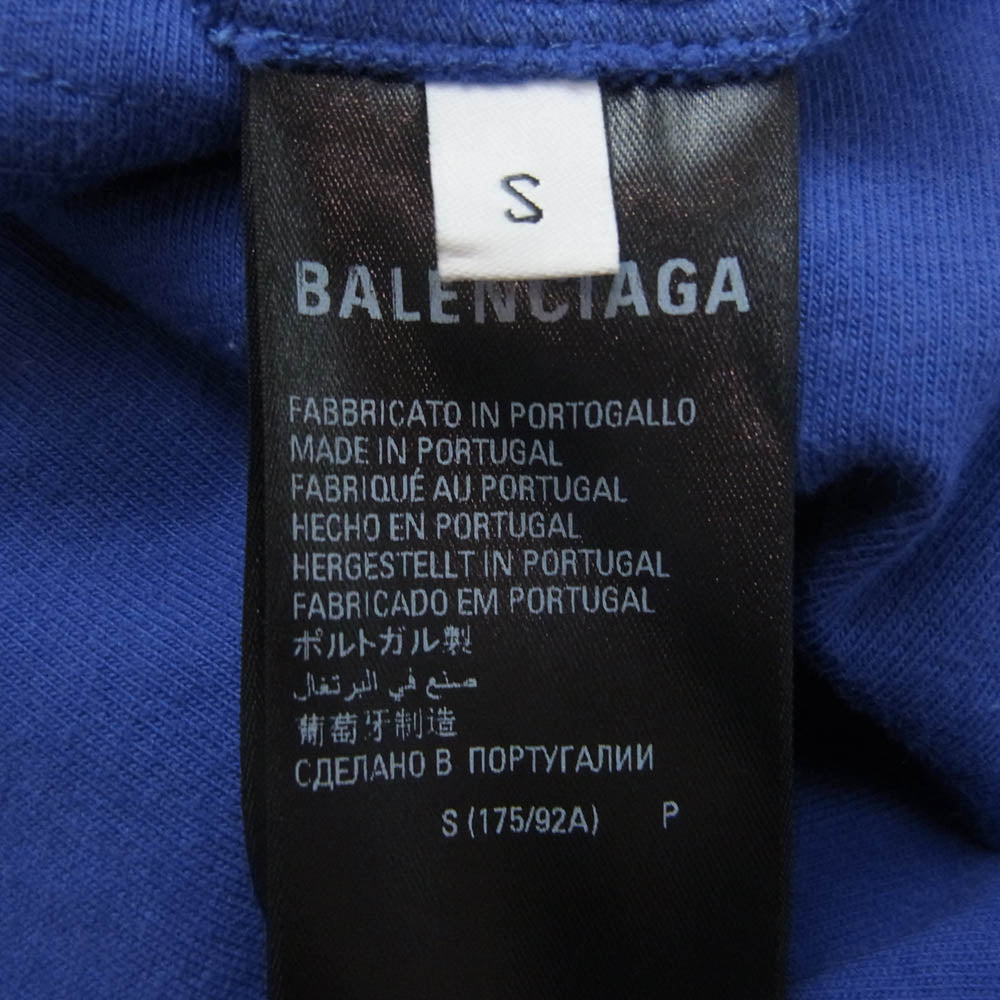 S
BALENCIAGA
FABBRICATO IN PORTOGALLO
MADE IN PORTUGAL
FABRIQUÉ AU PORTUGAL
HECHO EN PORTUGAL
HERGESTELLT IN PORTUGAL
FABRICADO EM PORTUGAL
ポルトガル製
صنع في البرتغال
葡萄牙制造
СДЕЛАНО В ПОРТУГАЛИИ
S (175/92A) P